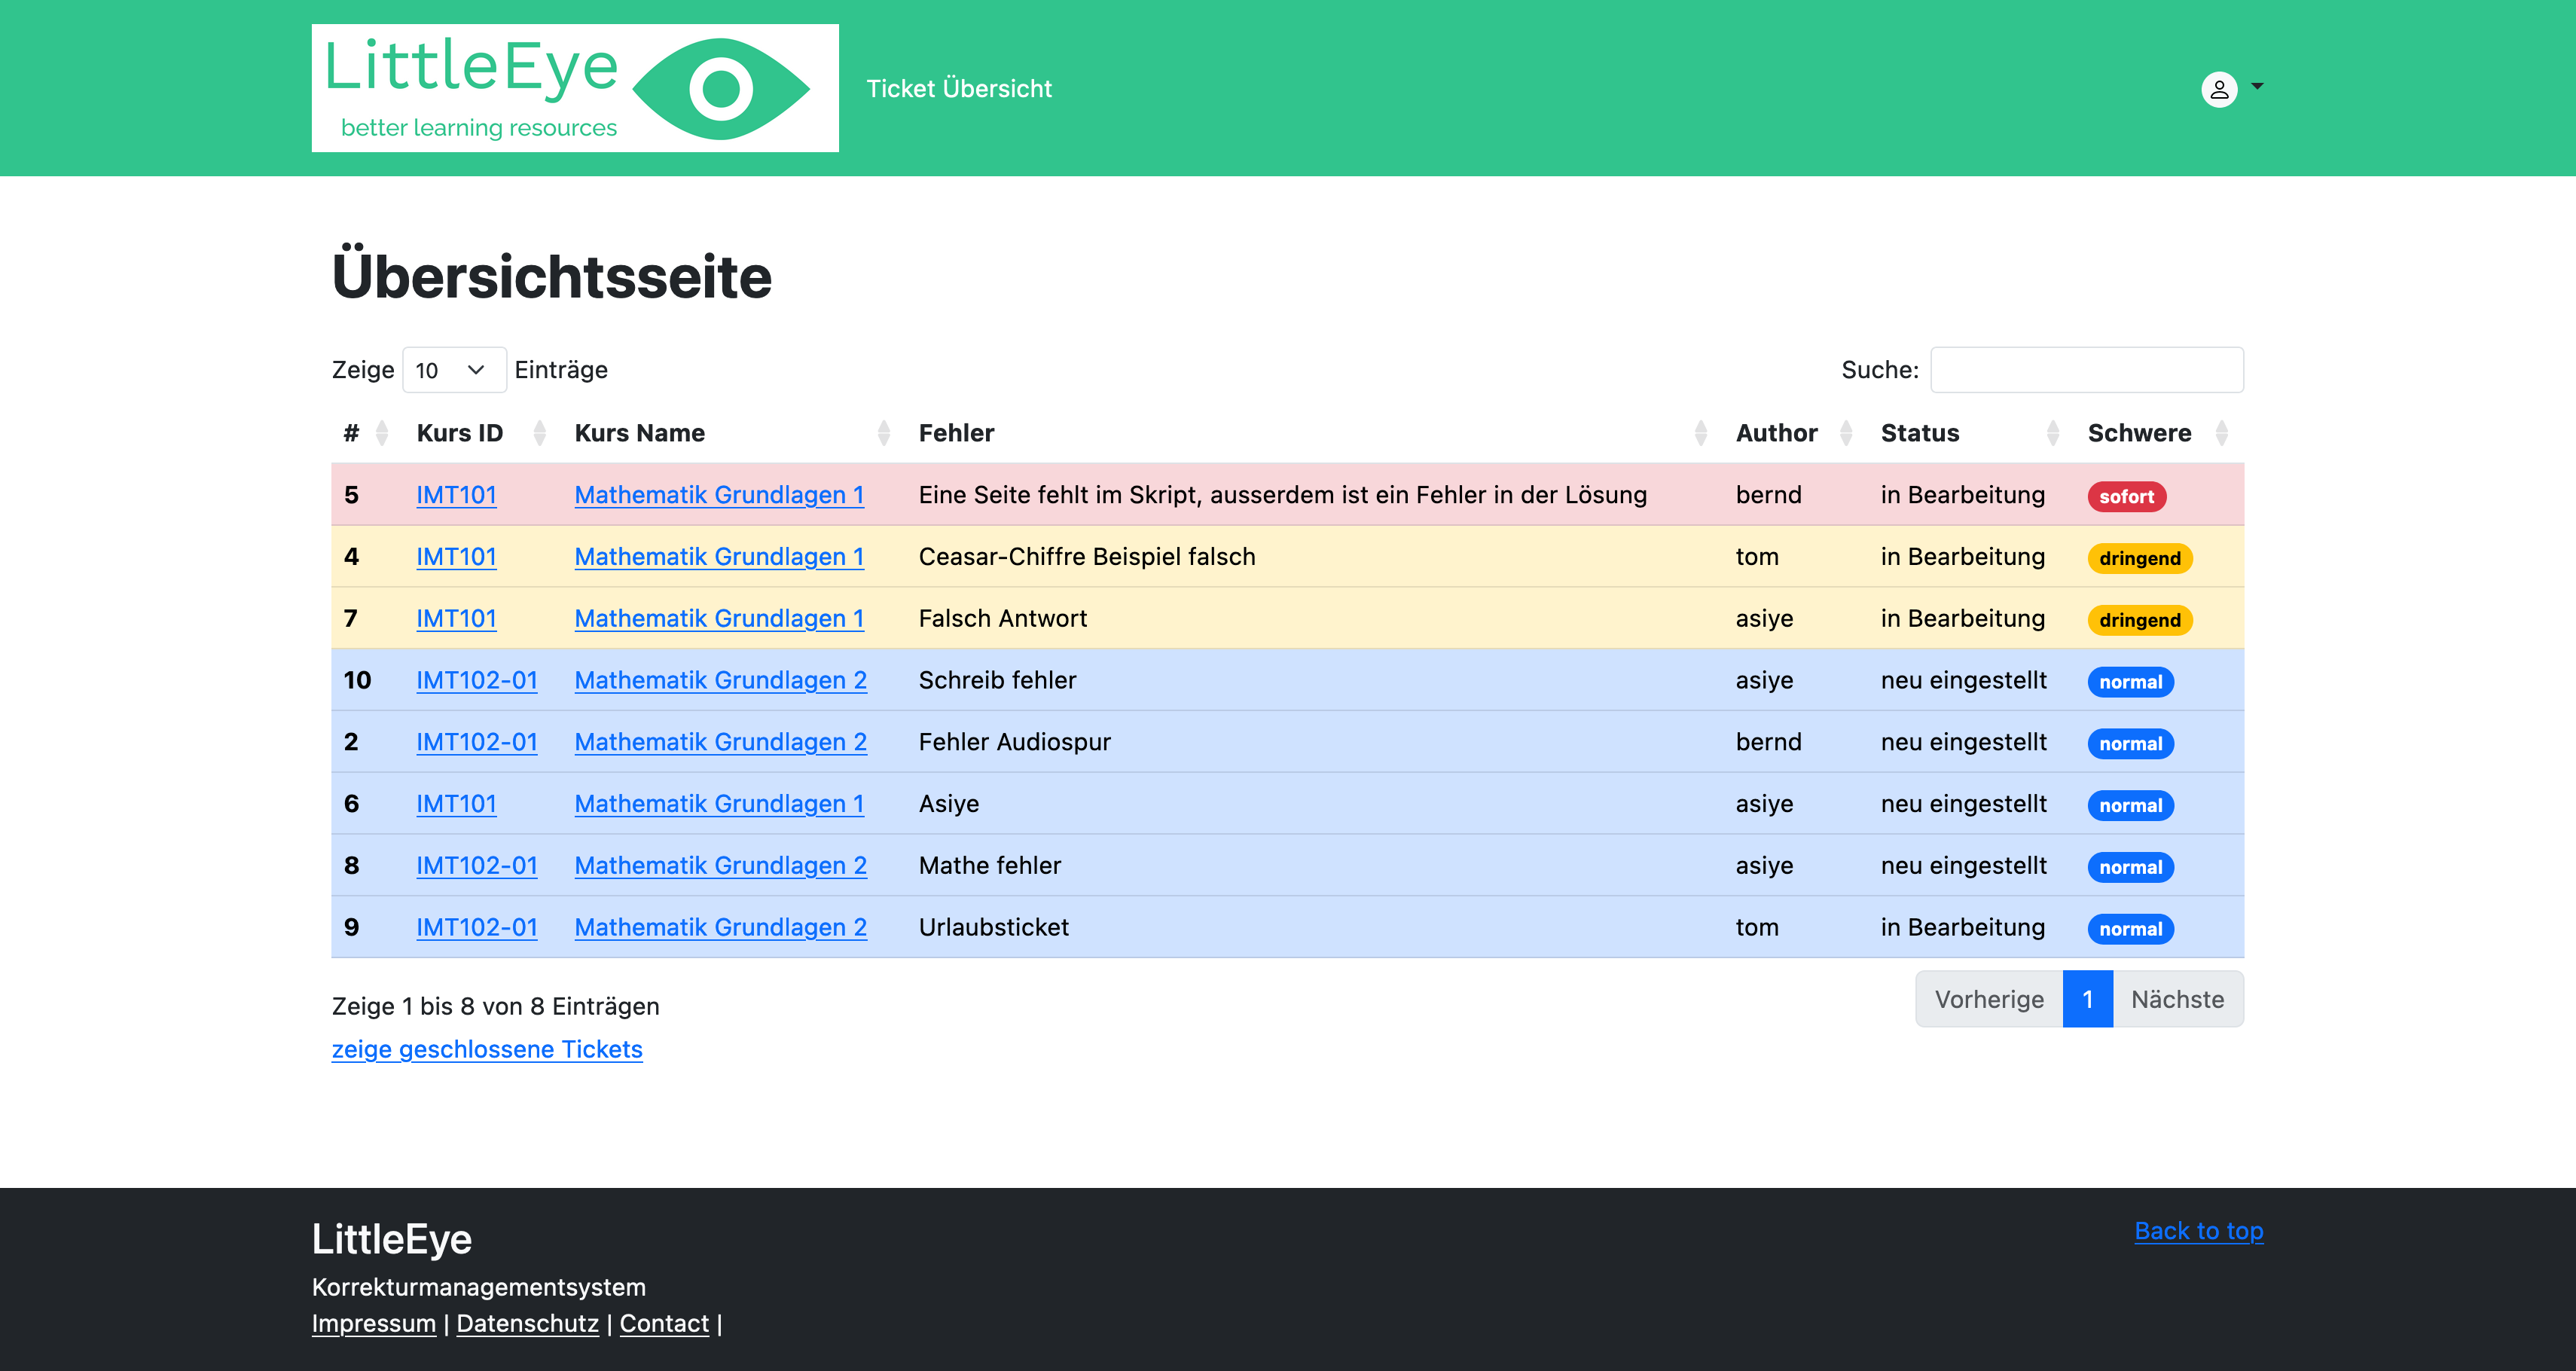 LittleEye
better learning resources
Ticket Übersicht
Übersichtsseite
Zeige 10 Einträge
Suche:
# Kurs ID Kurs Name Fehler Author Status Schwere
5 IMT101 Mathematik Grundlagen 1 Eine Seite fehlt im Skript, ausserdem ist ein Fehler in der Lösung bernd in Bearbeitung sofort
4 IMT101 Mathematik Grundlagen 1 Ceasar-Chiffre Beispiel falsch tom in Bearbeitung dringend
7 IMT101 Mathematik Grundlagen 1 Falsch Antwort asiye in Bearbeitung dringend
10 IMT102-01 Mathematik Grundlagen 2 Schreib fehler asiye neu eingestellt normal
2 IMT102-01 Mathematik Grundlagen 2 Fehler Audiospur bernd neu eingestellt normal
6 IMT101 Mathematik Grundlagen 1 Asiye asiye neu eingestellt normal
8 IMT102-01 Mathematik Grundlagen 2 Mathe fehler asiye neu eingestellt normal
9 IMT102-01 Mathematik Grundlagen 2 Urlaubsticket tom in Bearbeitung normal
Zeige 1 bis 8 von 8 Einträgen
Vorherige 1 Nächste
zeige geschlossene Tickets
LittleEye
Back to top
Korrekturmanagementsystem
Impressum | Datenschutz | Contact |